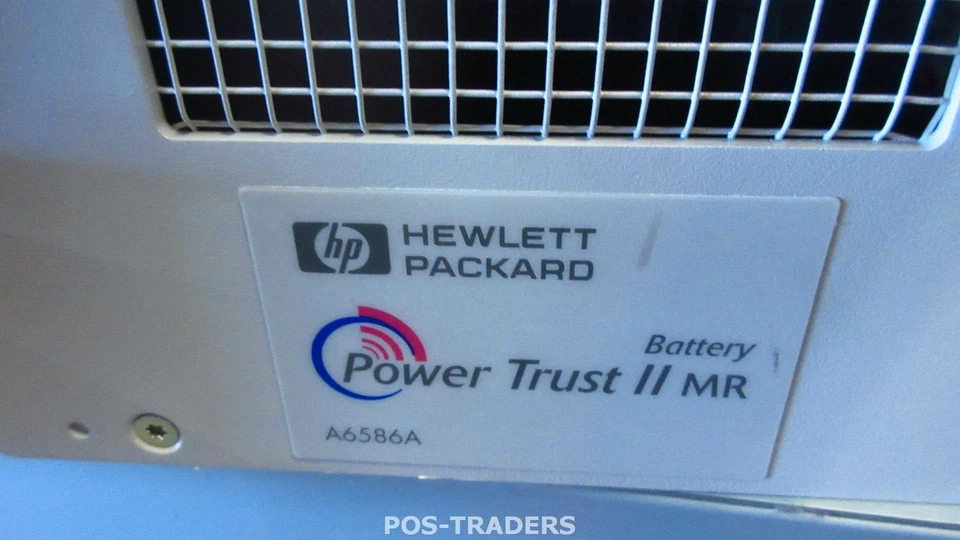 hp HEWLETT
PACKARD
Battery
Power Trust II MR
A6586A
POS-TRADERS